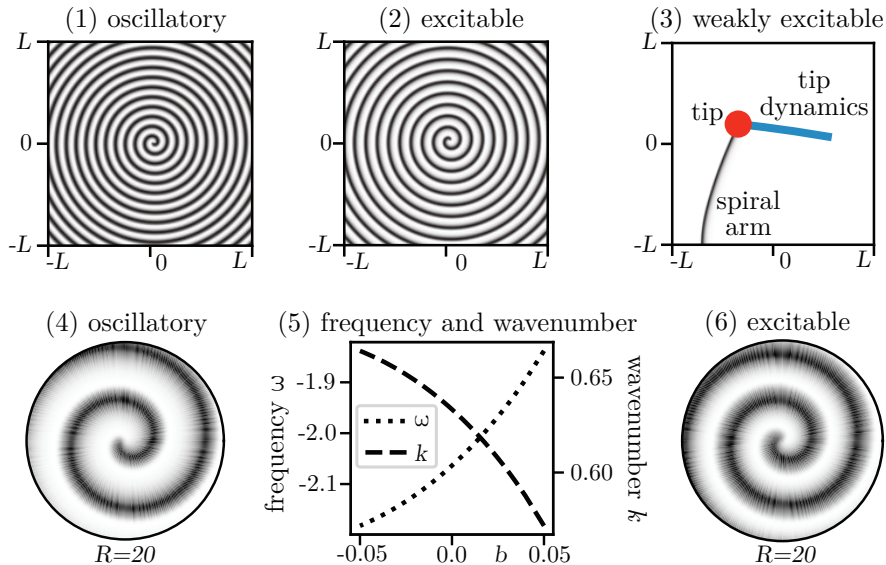 (1) oscillatory
(2) excitable
(3) weakly excitable
L
0
-L
-L
0
L
L
0
-L
-L
0
L
L
0
-L
tip
tip
dynamics
spiral
arm
-L
0
L
(4) oscillatory
R=20
(5) frequency and wavenumber
frequency ω
-1.9
-2.0
-2.1
ω
k
0.65
0.60
wavenumber k
-0.05
0.0
b
0.05
(6) excitable
R=20